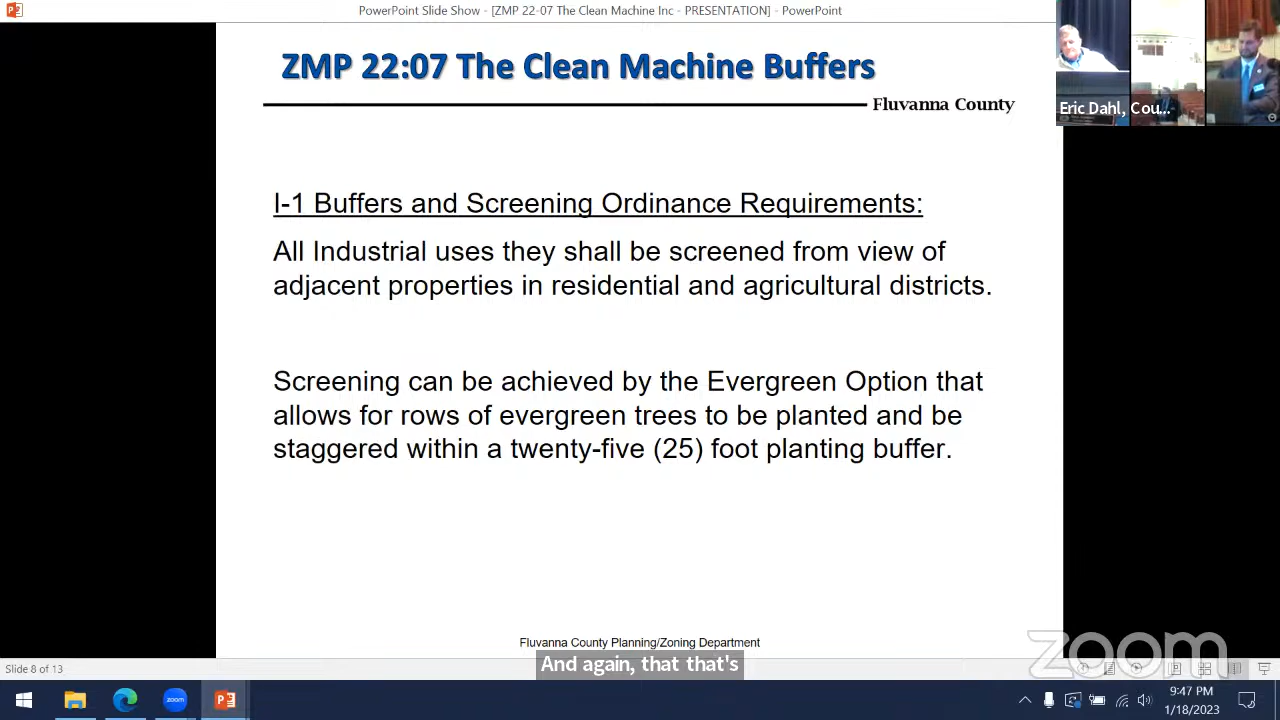 PowerPoint Slide Show - [ZMP 22-07 The Clean Machine Inc - PRESENTATION] - PowerPoint
ZMP 22:07 The Clean Machine Buffers
Fluvanna County
Eric Dahl, Cou...
I-1 Buffers and Screening Ordinance Requirements:
All Industrial uses they shall be screened from view of
adjacent properties in residential and agricultural districts.
Screening can be achieved by the Evergreen Option that
allows for rows of evergreen trees to be planted and be
staggered within a twenty-five (25) foot planting buffer.
Fluvanna County Planning/Zoning Department
And again, that that's
zoom
Slide 8 of 13
zoom
9:47 PM
1/18/2023